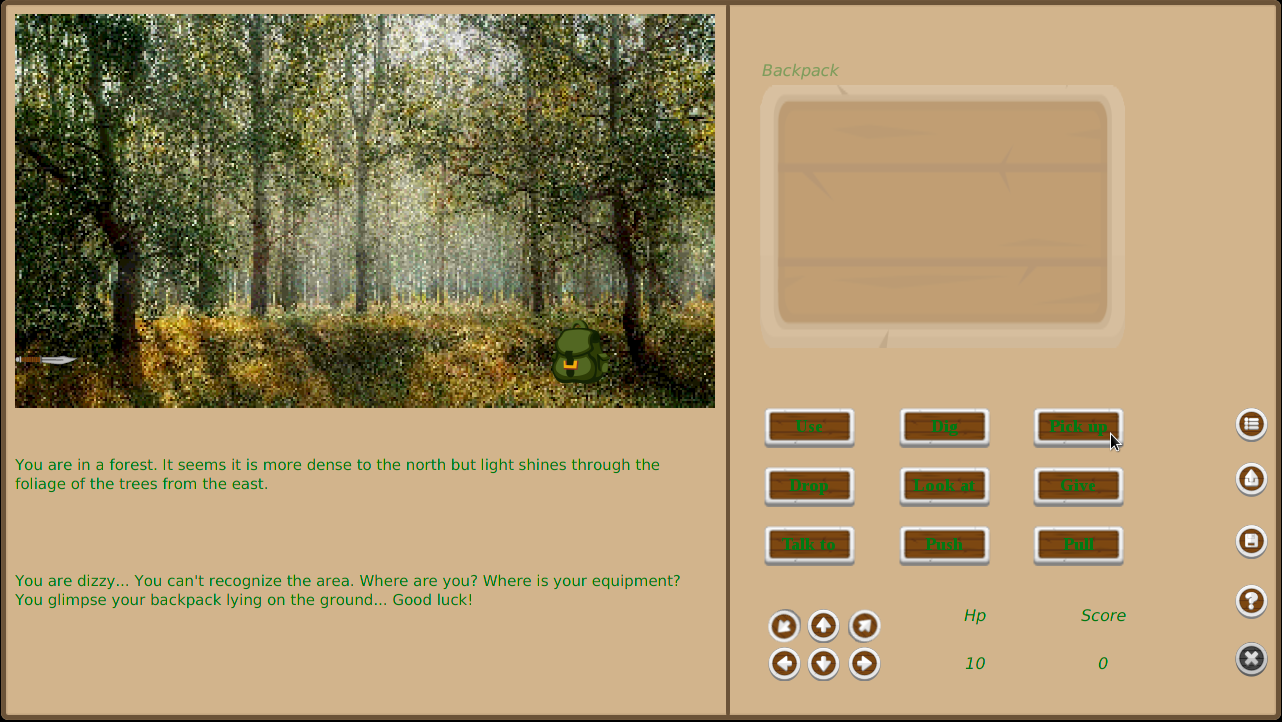 Backpack
You are in a forest. It seems it is more dense to the north but light shines through the
foliage of the trees from the east.
You are dizzy... You can't recognize the area. Where are you? Where is your equipment?
You glimpse your backpack lying on the ground... Good luck!
Use Dig Pick up
Drop Look at Give
Talk to Push Pull
Hp Score
10 0